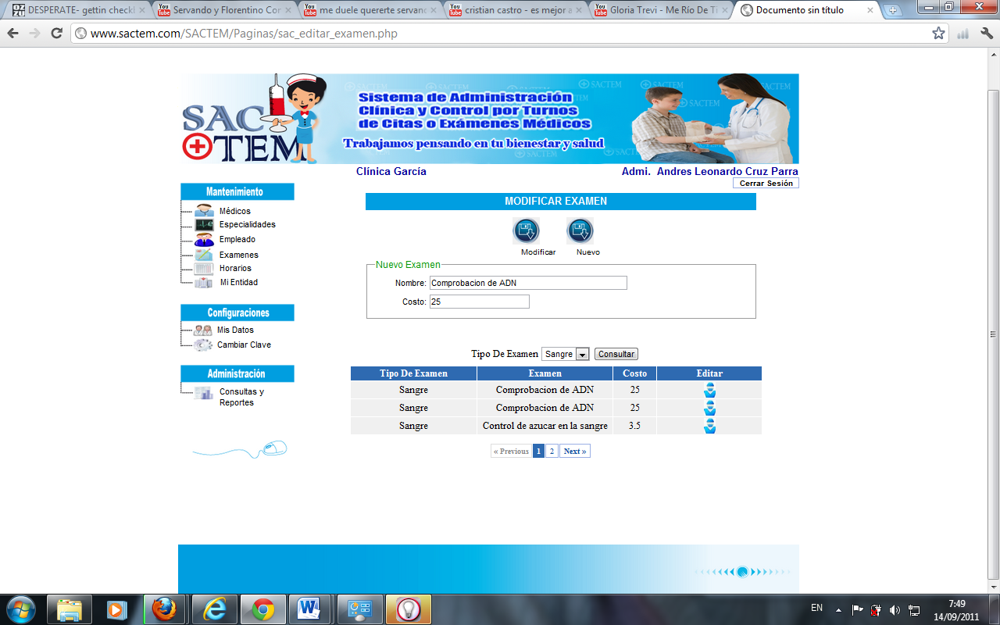 DESPERATE- gettin checkl
Servando y Florentino Cor
me duele quererte servand
cristian castro - es mejor a
Gloria Trevi - Me Río De Ti
Documento sin título
www.sactem.com/SACTEM/Paginas/sac_editar_examen.php
SACTEM
Sistema de Administración
Clínica y Control por Turnos
de Citas o Exámenes Médicos
Trabajamos pensando en tu bienestar y salud
Clínica García
Admi. Andres Leonardo Cruz Parra
Cerrar Sesión
Mantenimiento
Médicos
Especialidades
Empleado
Examenes
Horarios
Mi Entidad
Configuraciones
Mis Datos
Cambiar Clave
Administración
Consultas y
Reportes
MODIFICAR EXAMEN
Modificar Nuevo
Nuevo Examen
Nombre: Comprobacion de ADN
Costo: 25
Tipo De Examen Sangre Consultar
Tipo De Examen Examen Costo Editar
Sangre Comprobacion de ADN 25
Sangre Comprobacion de ADN 25
Sangre Control de azucar en la sangre 3.5
« Previous 1 2 Next »
EN
7:49
14/09/2011